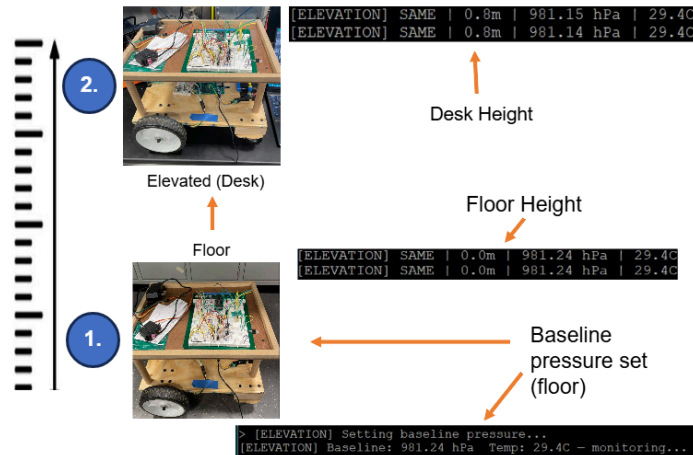 [ELEVATION] SAME | 0.8m | 981.15 hPa | 29.4C
[ELEVATION] SAME | 0.8m | 981.14 hPa | 29.4C
2.
Desk Height
Elevated (Desk)
Floor Height
Floor
[ELEVATION] SAME | 0.0m | 981.24 hPa | 29.4C
[ELEVATION] SAME | 0.0m | 981.24 hPa | 29.4C
1.
Baseline
pressure set
(floor)
> [ELEVATION] Setting baseline pressure...
[ELEVATION] Baseline: 981.24 hPa  Temp: 29.4C — monitoring...